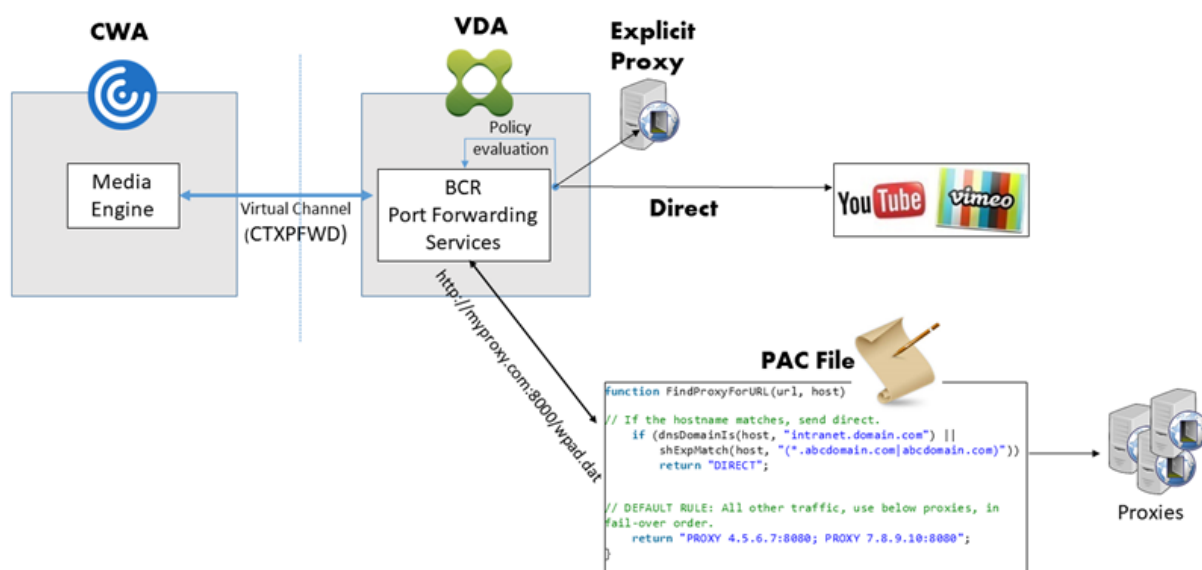 CWA
VDA
Explicit
Proxy
Policy
evaluation
Media
Engine
BCR
Port Forwarding
Services
Virtual Channel
(CTXPFWD)
Direct
YouTube
vimeo
http://myproxy.com:8000/wpad.dat
PAC File
function FindProxyForURL(url, host)
// If the hostname matches, send direct.
if (dnsDomainIs(host, "intranet.domain.com") ||
shExpMatch(host, "(*.abcdomain.com|abcdomain.com)"))
return "DIRECT";
// DEFAULT RULE: All other traffic, use below proxies, in
fail-over order.
return "PROXY 4.5.6.7:8080; PROXY 7.8.9.10:8080";
}
Proxies